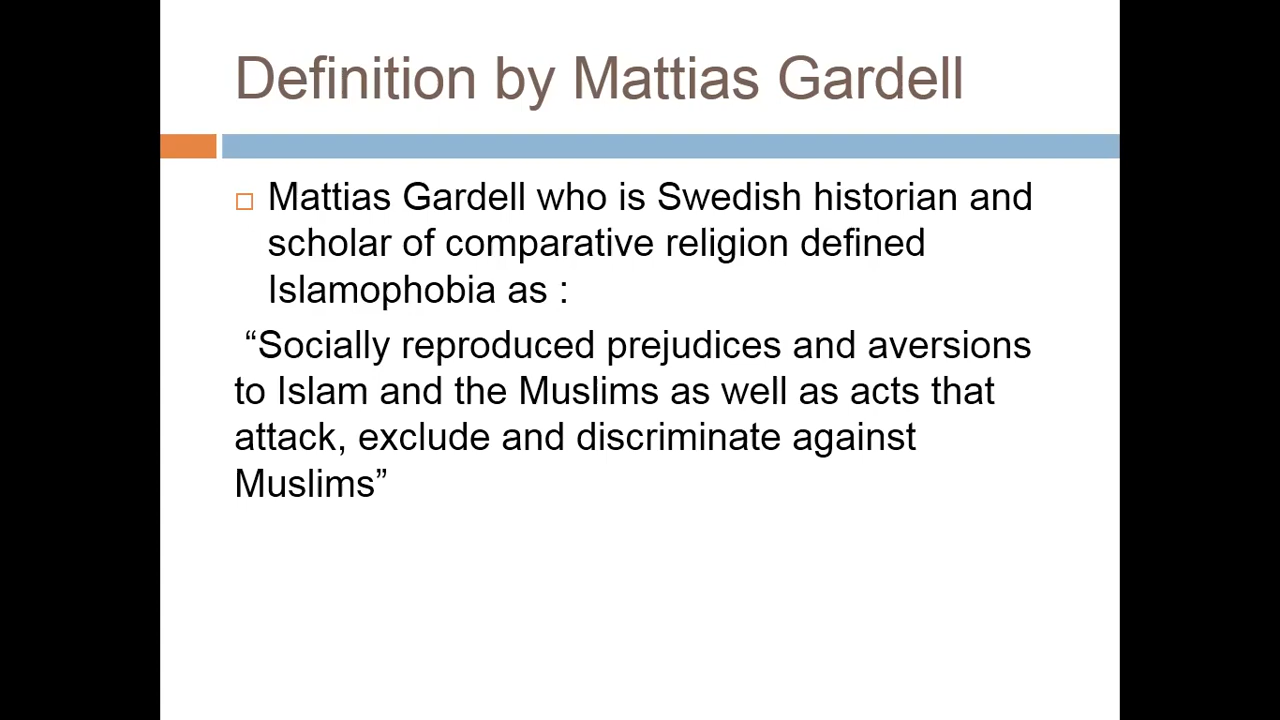 Definition by Mattias Gardell
Mattias Gardell who is Swedish historian and
scholar of comparative religion defined
Islamophobia as :
“Socially reproduced prejudices and aversions
to Islam and the Muslims as well as acts that
attack, exclude and discriminate against
Muslims”